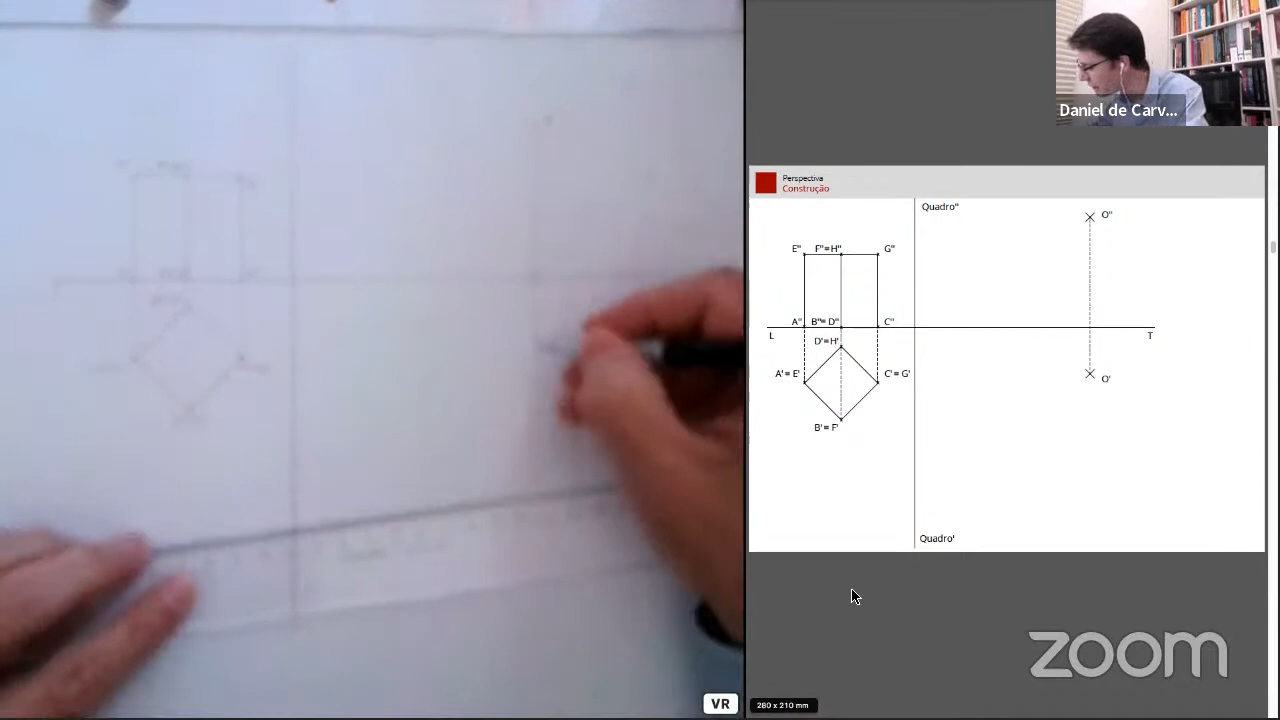 Daniel de Carv...
Perspectiva
Construção
Quadro"
O"
E" F"≡H" G"
A" B"≡ D" C"
L T
D'≡H'
A'≡ E' C'≡ G'
O'
B'≡ F'
Quadro'
zoom
VR
280 x 210 mm